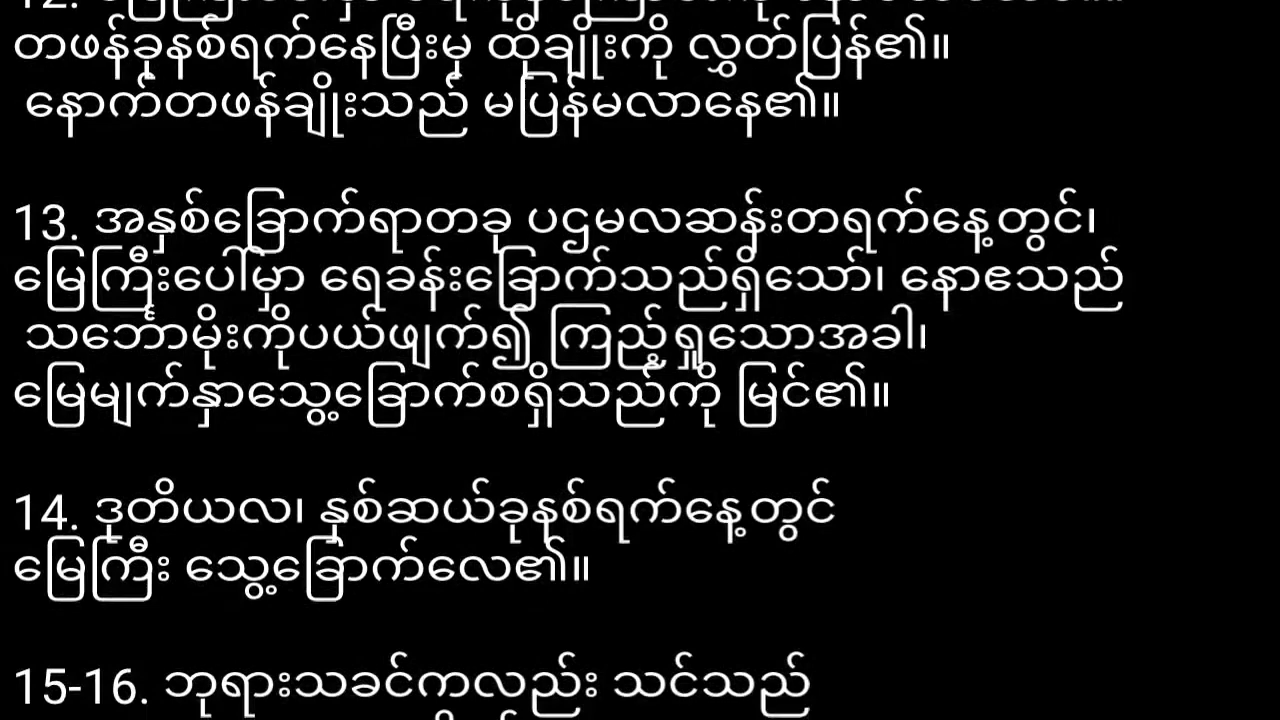 တဖန်ခုနစ်ရက်နေပြီးမှ ထိုချိုးကို လွှတ်ပြန်၏။
နောက်တဖန်ချိုးသည် မပြန်မလာနေ၏။
13. အနှစ်ခြောက်ရာတခု ပဌမလဆန်းတရက်နေ့တွင်၊
မြေကြီးပေါ်မှာ ရေခန်းခြောက်သည်ရှိသော်၊ နောဧသည်
သင်္ဘောမိုးကိုပယ်ဖျက်၍ ကြည့်ရှုသောအခါ၊
မြေမျက်နှာသွေ့ခြောက်စရှိသည်ကို မြင်၏။
14. ဒုတိယလ၊ နှစ်ဆယ်ခုနစ်ရက်နေ့တွင်
မြေကြီး သွေ့ခြောက်လေ၏။
15-16. ဘုရားသခင်ကလည်း သင်သည်